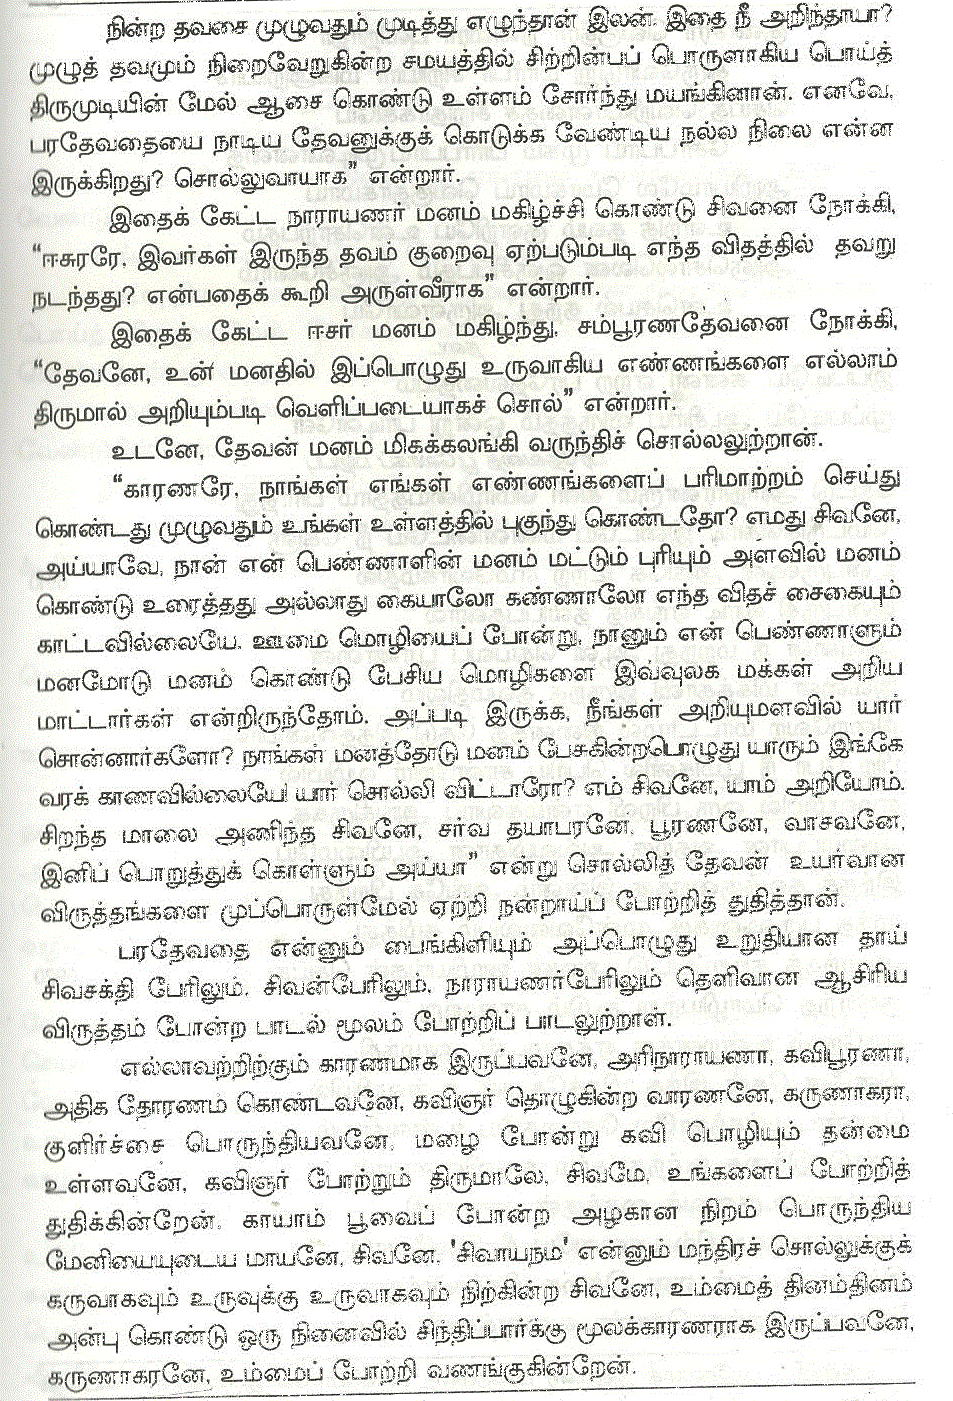 நின்ற தவசை முழுவதும் முடித்து எழுந்தான் இலன். இதை நீ அறிந்தாயா?
முழுத் தவமும் நிறைவேறுகின்ற சமயத்தில் சிற்றின்பப் பொருளாகிய பொய்த்
திருமுடியின் மேல் ஆசை கொண்டு உள்ளம் சோர்ந்து மயங்கினான். எனவே,
பரதேவதையை நாடிய தேவனுக்குக் கொடுக்க வேண்டிய நல்ல நிலை என்ன
இருக்கிறது? சொல்லுவாயாக” என்றார்.
இதைக் கேட்ட நாராயணர் மனம் மகிழ்ச்சி கொண்டு சிவனை நோக்கி,
“ஈசுரரே, இவர்கள் இருந்த தவம் குறைவு ஏற்படும்படி எந்த விதத்தில் தவறு
நடந்தது? என்பதைக் கூறி அருள்வீராக” என்றார்.
இதைக் கேட்ட ஈசர் மனம் மகிழ்ந்து, சம்பூரணதேவனை நோக்கி,
“தேவனே, உன் மனதில் இப்பொழுது உருவாகிய எண்ணங்களை எல்லாம்
திருமால் அறியும்படி வெளிப்படையாகச் சொல்” என்றார்.
உடனே, தேவன் மனம் மிகக்கலங்கி வருந்திச் சொல்லலுற்றான்.
“காரணரே, நாங்கள் எங்கள் எண்ணங்களைப் பரிமாற்றம் செய்து
கொண்டது முழுவதும் உங்கள் உள்ளத்தில் புகுந்து கொண்டதோ? எமது சிவனே,
அய்யாவே, நான் என் பெண்ணாளின் மனம் மட்டும் புரியும் அளவில் மனம்
கொண்டு உரைத்தது அல்லாது கையாலோ கண்ணாலோ எந்த விதச் சைகையும்
காட்டவில்லையே. ஊமை மொழியைப் போன்று, நானும் என் பெண்ணாளும்
மனமோடு மனம் கொண்டு பேசிய மொழிகளை இவ்வுலக மக்கள் அறிய
மாட்டார்கள் என்றிருந்தோம். அப்படி இருக்க, நீங்கள் அறியுமளவில் யார்
சொன்னார்களோ? நாங்கள் மனத்தோடு மனம் பேசுகின்றபொழுது யாரும் இங்கே
வரக் காணவில்லையே! யார் சொல்லி விட்டாரோ? எம் சிவனே, யாம் அறியோம்.
சிறந்த மாலை அணிந்த சிவனே, சர்வ தயாபரனே, பூரணனே, வாசவனே,
இனிப் பொறுத்துக் கொள்ளும் அய்யா” என்று சொல்லித் தேவன் உயர்வான
விருத்தங்களை முப்பொருள்மேல் ஏற்றி நன்றாய்ப் போற்றித் துதித்தான்.
பரதேவதை என்னும் பைங்கிளியும் அப்பொழுது உறுதியான தாய்
சிவசக்தி பேரிலும், சிவன்பேரிலும், நாராயணர்பேரிலும் தெளிவான ஆசிரிய
விருத்தம் போன்ற பாடல் மூலம் போற்றிப் பாடலுற்றாள்.
எல்லாவற்றிற்கும் காரணமாக இருப்பவனே, அரிநாராயணா, கவிபூரணா,
அதிக தோரணம் கொண்டவனே, கவிஞர் தொழுகின்ற வாரணனே, கருணாகரா,
குளிர்ச்சை பொருந்தியவனே, மழை போன்று கவி பொழியும் தன்மை
உள்ளவனே, கவிஞர் போற்றும் திருமாலே, சிவமே, உங்களைப் போற்றித்
துதிக்கின்றேன். காயாம் பூவைப் போன்ற அழகான நிறம் பொருந்திய
மேனியையுடைய மாயனே, சிவனே, 'சிவாயநம' என்னும் மந்திரச் சொல்லுக்குக்
கருவாகவும் உருவுக்கு உருவாகவும் நிற்கின்ற சிவனே, உம்மைத் தினம்தினம்
அன்பு கொண்டு ஒரு நினைவில் சிந்திப்பார்க்கு மூலக்காரணராக இருப்பவனே,
கருணாகரனே, உம்மைப் போற்றி வணங்குகின்றேன்.